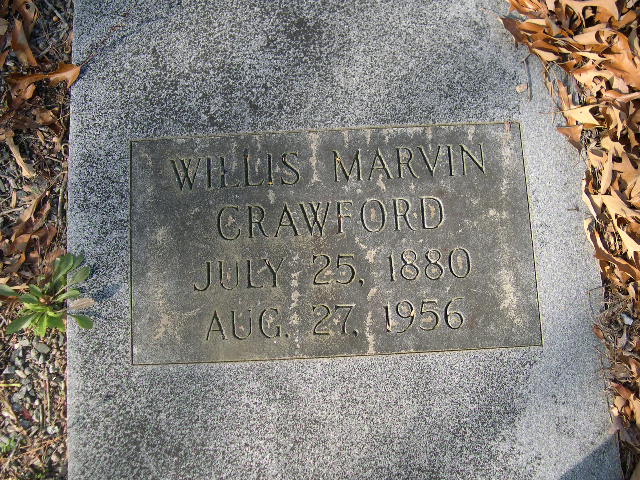 WILLIS MARVIN
CRAWFORD
JULY 25, 1880
AUG. 27, 1956